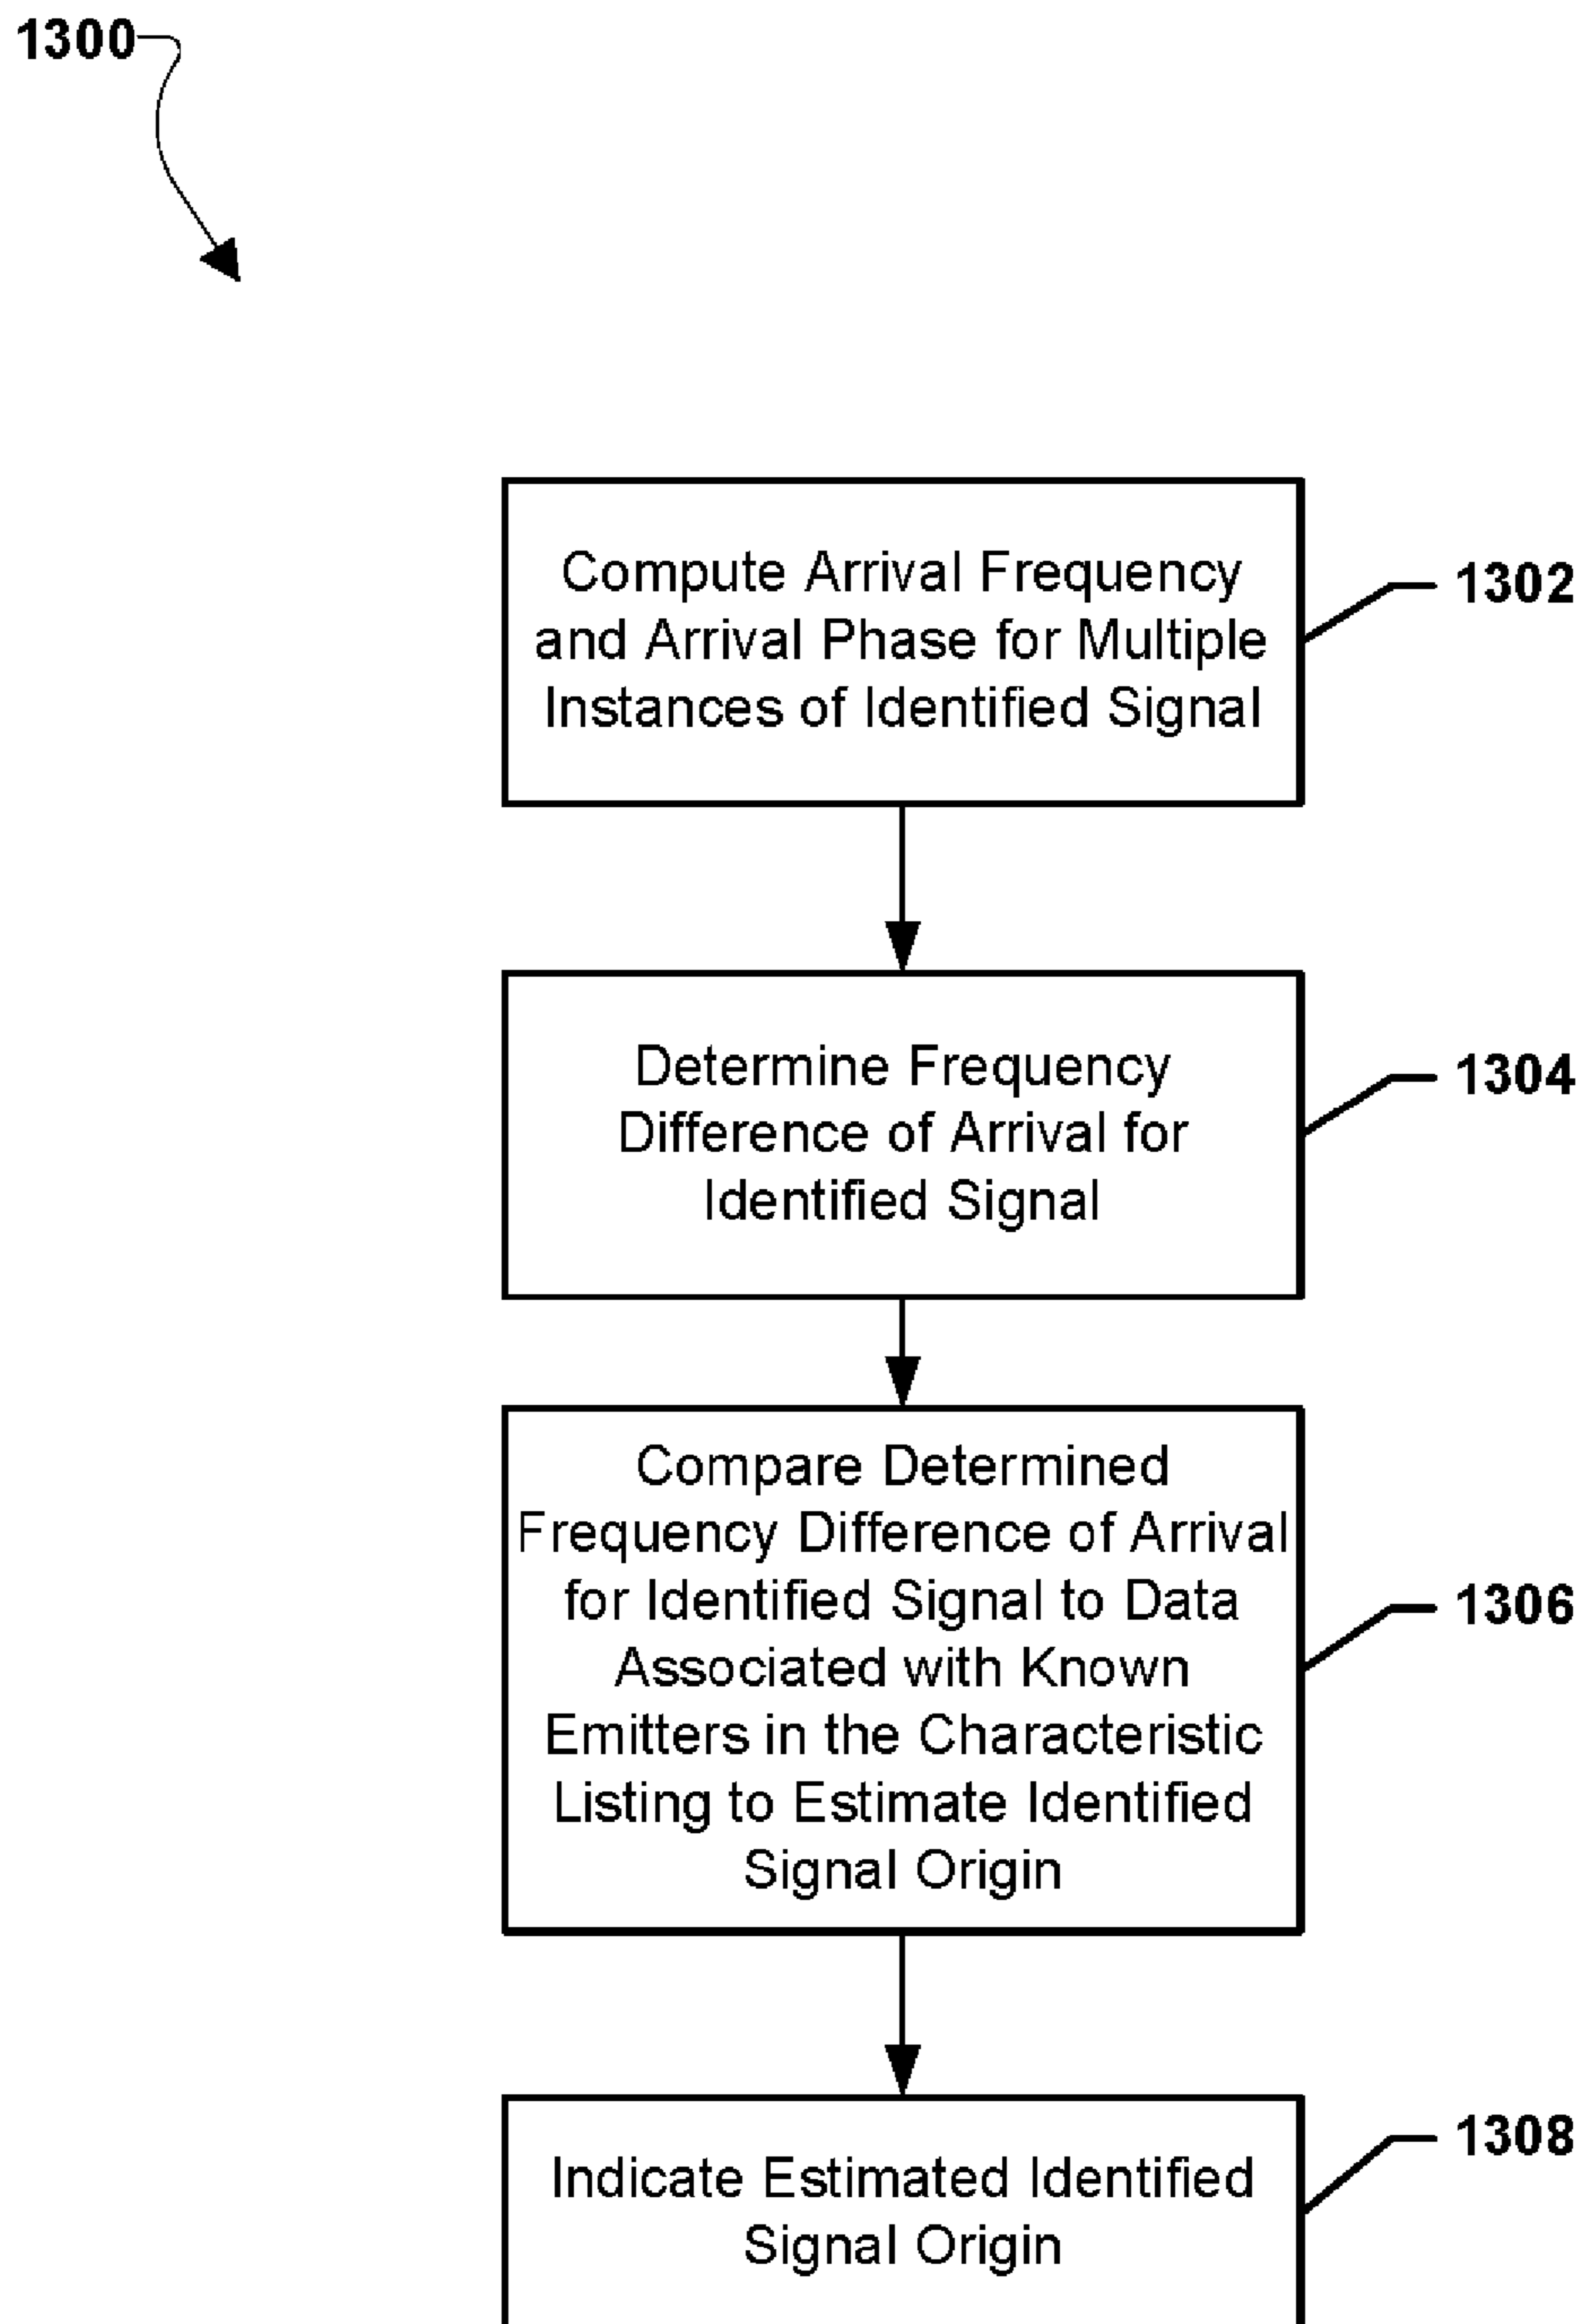 1300
Compute Arrival Frequency
and Arrival Phase for Multiple
Instances of Identified Signal
1302
Determine Frequency
Difference of Arrival for
Identified Signal
1304
Compare Determined
Frequency Difference of Arrival
for Identified Signal to Data
Associated with Known
Emitters in the Characteristic
Listing to Estimate Identified
Signal Origin
1306
Indicate Estimated Identified
Signal Origin
1308